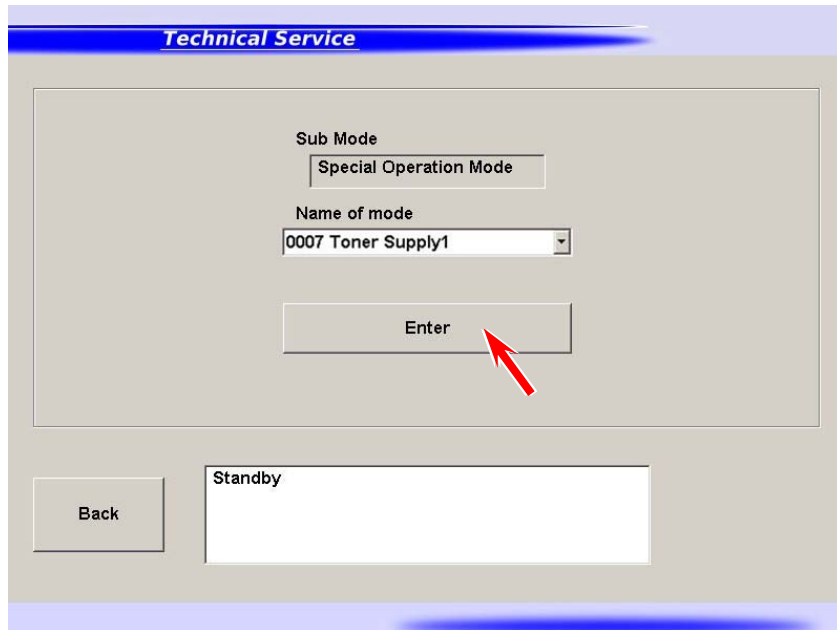 Technical Service
Sub Mode
Special Operation Mode
Name of mode
0007 Toner Supply1
Enter
Back
Standby